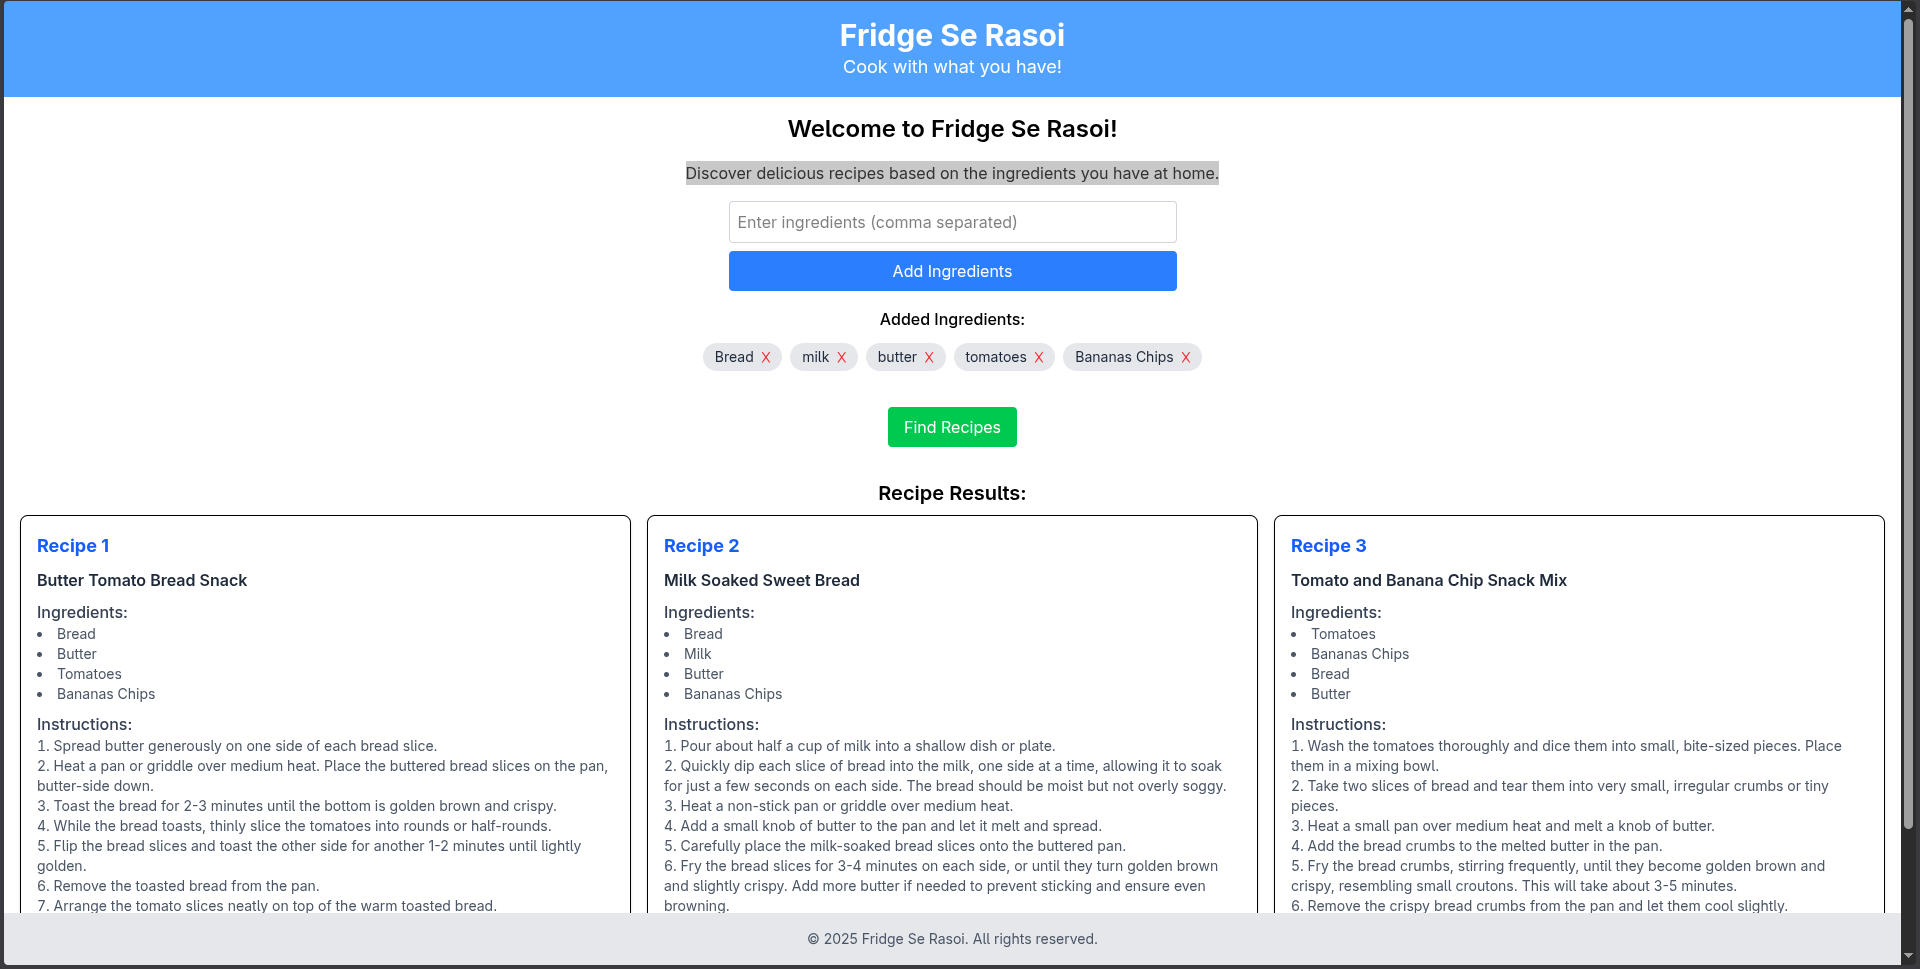 Fridge Se Rasoi
Cook with what you have!
Welcome to Fridge Se Rasoi!
Discover delicious recipes based on the ingredients you have at home.
Enter ingredients (comma separated)
Add Ingredients
Added Ingredients:
Bread X milk X butter X tomatoes X Bananas Chips X
Find Recipes
Recipe Results:
Recipe 1
Butter Tomato Bread Snack
Ingredients:
• Bread
• Butter
• Tomatoes
• Bananas Chips
Instructions:
1. Spread butter generously on one side of each bread slice.
2. Heat a pan or griddle over medium heat. Place the buttered bread slices on the pan,
butter-side down.
3. Toast the bread for 2-3 minutes until the bottom is golden brown and crispy.
4. While the bread toasts, thinly slice the tomatoes into rounds or half-rounds.
5. Flip the bread slices and toast the other side for another 1-2 minutes until lightly
golden.
6. Remove the toasted bread from the pan.
7. Arrange the tomato slices neatly on top of the warm toasted bread.
Recipe 2
Milk Soaked Sweet Bread
Ingredients:
• Bread
• Milk
• Butter
• Bananas Chips
Instructions:
1. Pour about half a cup of milk into a shallow dish or plate.
2. Quickly dip each slice of bread into the milk, one side at a time, allowing it to soak
for just a few seconds on each side. The bread should be moist but not overly soggy.
3. Heat a non-stick pan or griddle over medium heat.
4. Add a small knob of butter to the pan and let it melt and spread.
5. Carefully place the milk-soaked bread slices onto the buttered pan.
6. Fry the bread slices for 3-4 minutes on each side, or until they turn golden brown
and slightly crispy. Add more butter if needed to prevent sticking and ensure even
browning.
Recipe 3
Tomato and Banana Chip Snack Mix
Ingredients:
• Tomatoes
• Bananas Chips
• Bread
• Butter
Instructions:
1. Wash the tomatoes thoroughly and dice them into small, bite-sized pieces. Place
them in a mixing bowl.
2. Take two slices of bread and tear them into very small, irregular crumbs or tiny
pieces.
3. Heat a small pan over medium heat and melt a knob of butter.
4. Add the bread crumbs to the melted butter in the pan.
5. Fry the bread crumbs, stirring frequently, until they become golden brown and
crispy, resembling small croutons. This will take about 3-5 minutes.
6. Remove the crispy bread crumbs from the pan and let them cool slightly.
© 2025 Fridge Se Rasoi. All rights reserved.